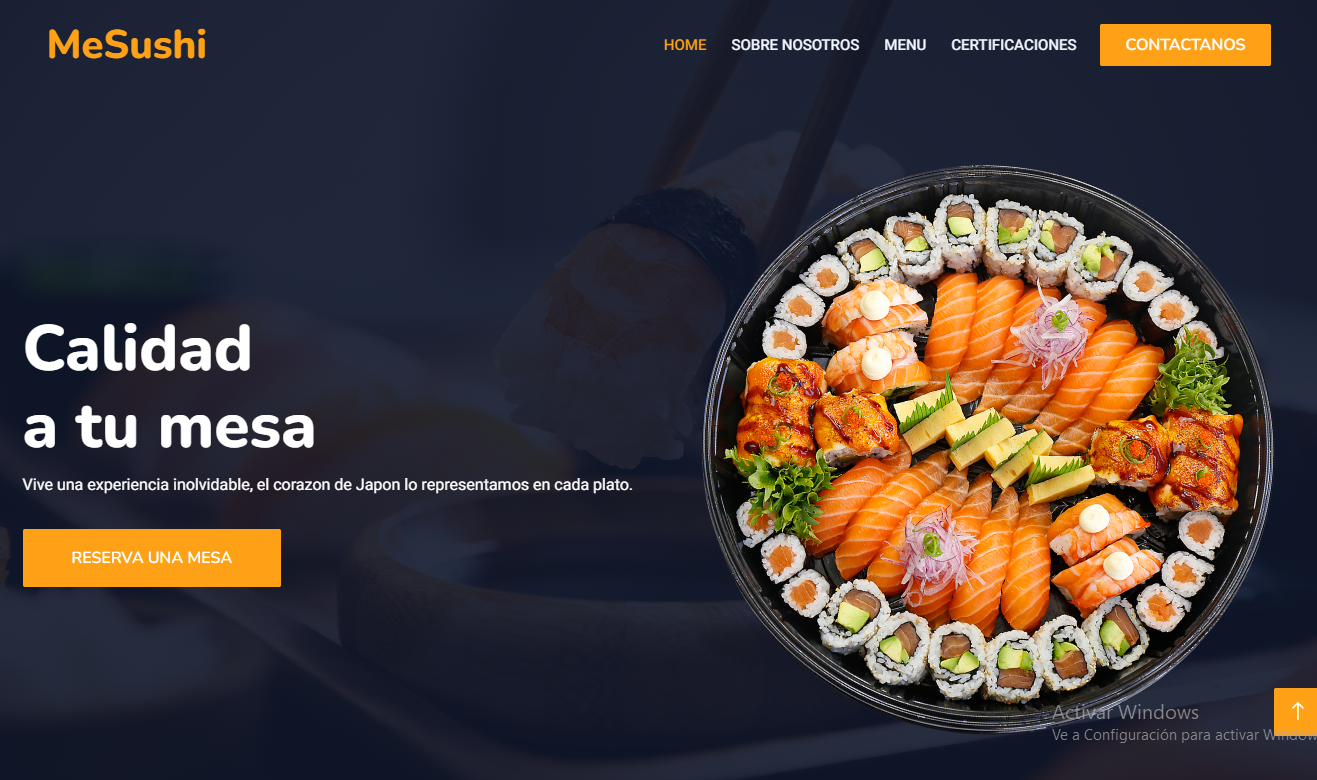 MeSushi
HOME SOBRE NOSOTROS MENU CERTIFICACIONES CONTACTANOS
Calidad
a tu mesa
Vive una experiencia inolvidable, el corazon de Japon lo representamos en cada plato.
RESERVA UNA MESA
Activar Windows
Ve a Configuración para activar Window